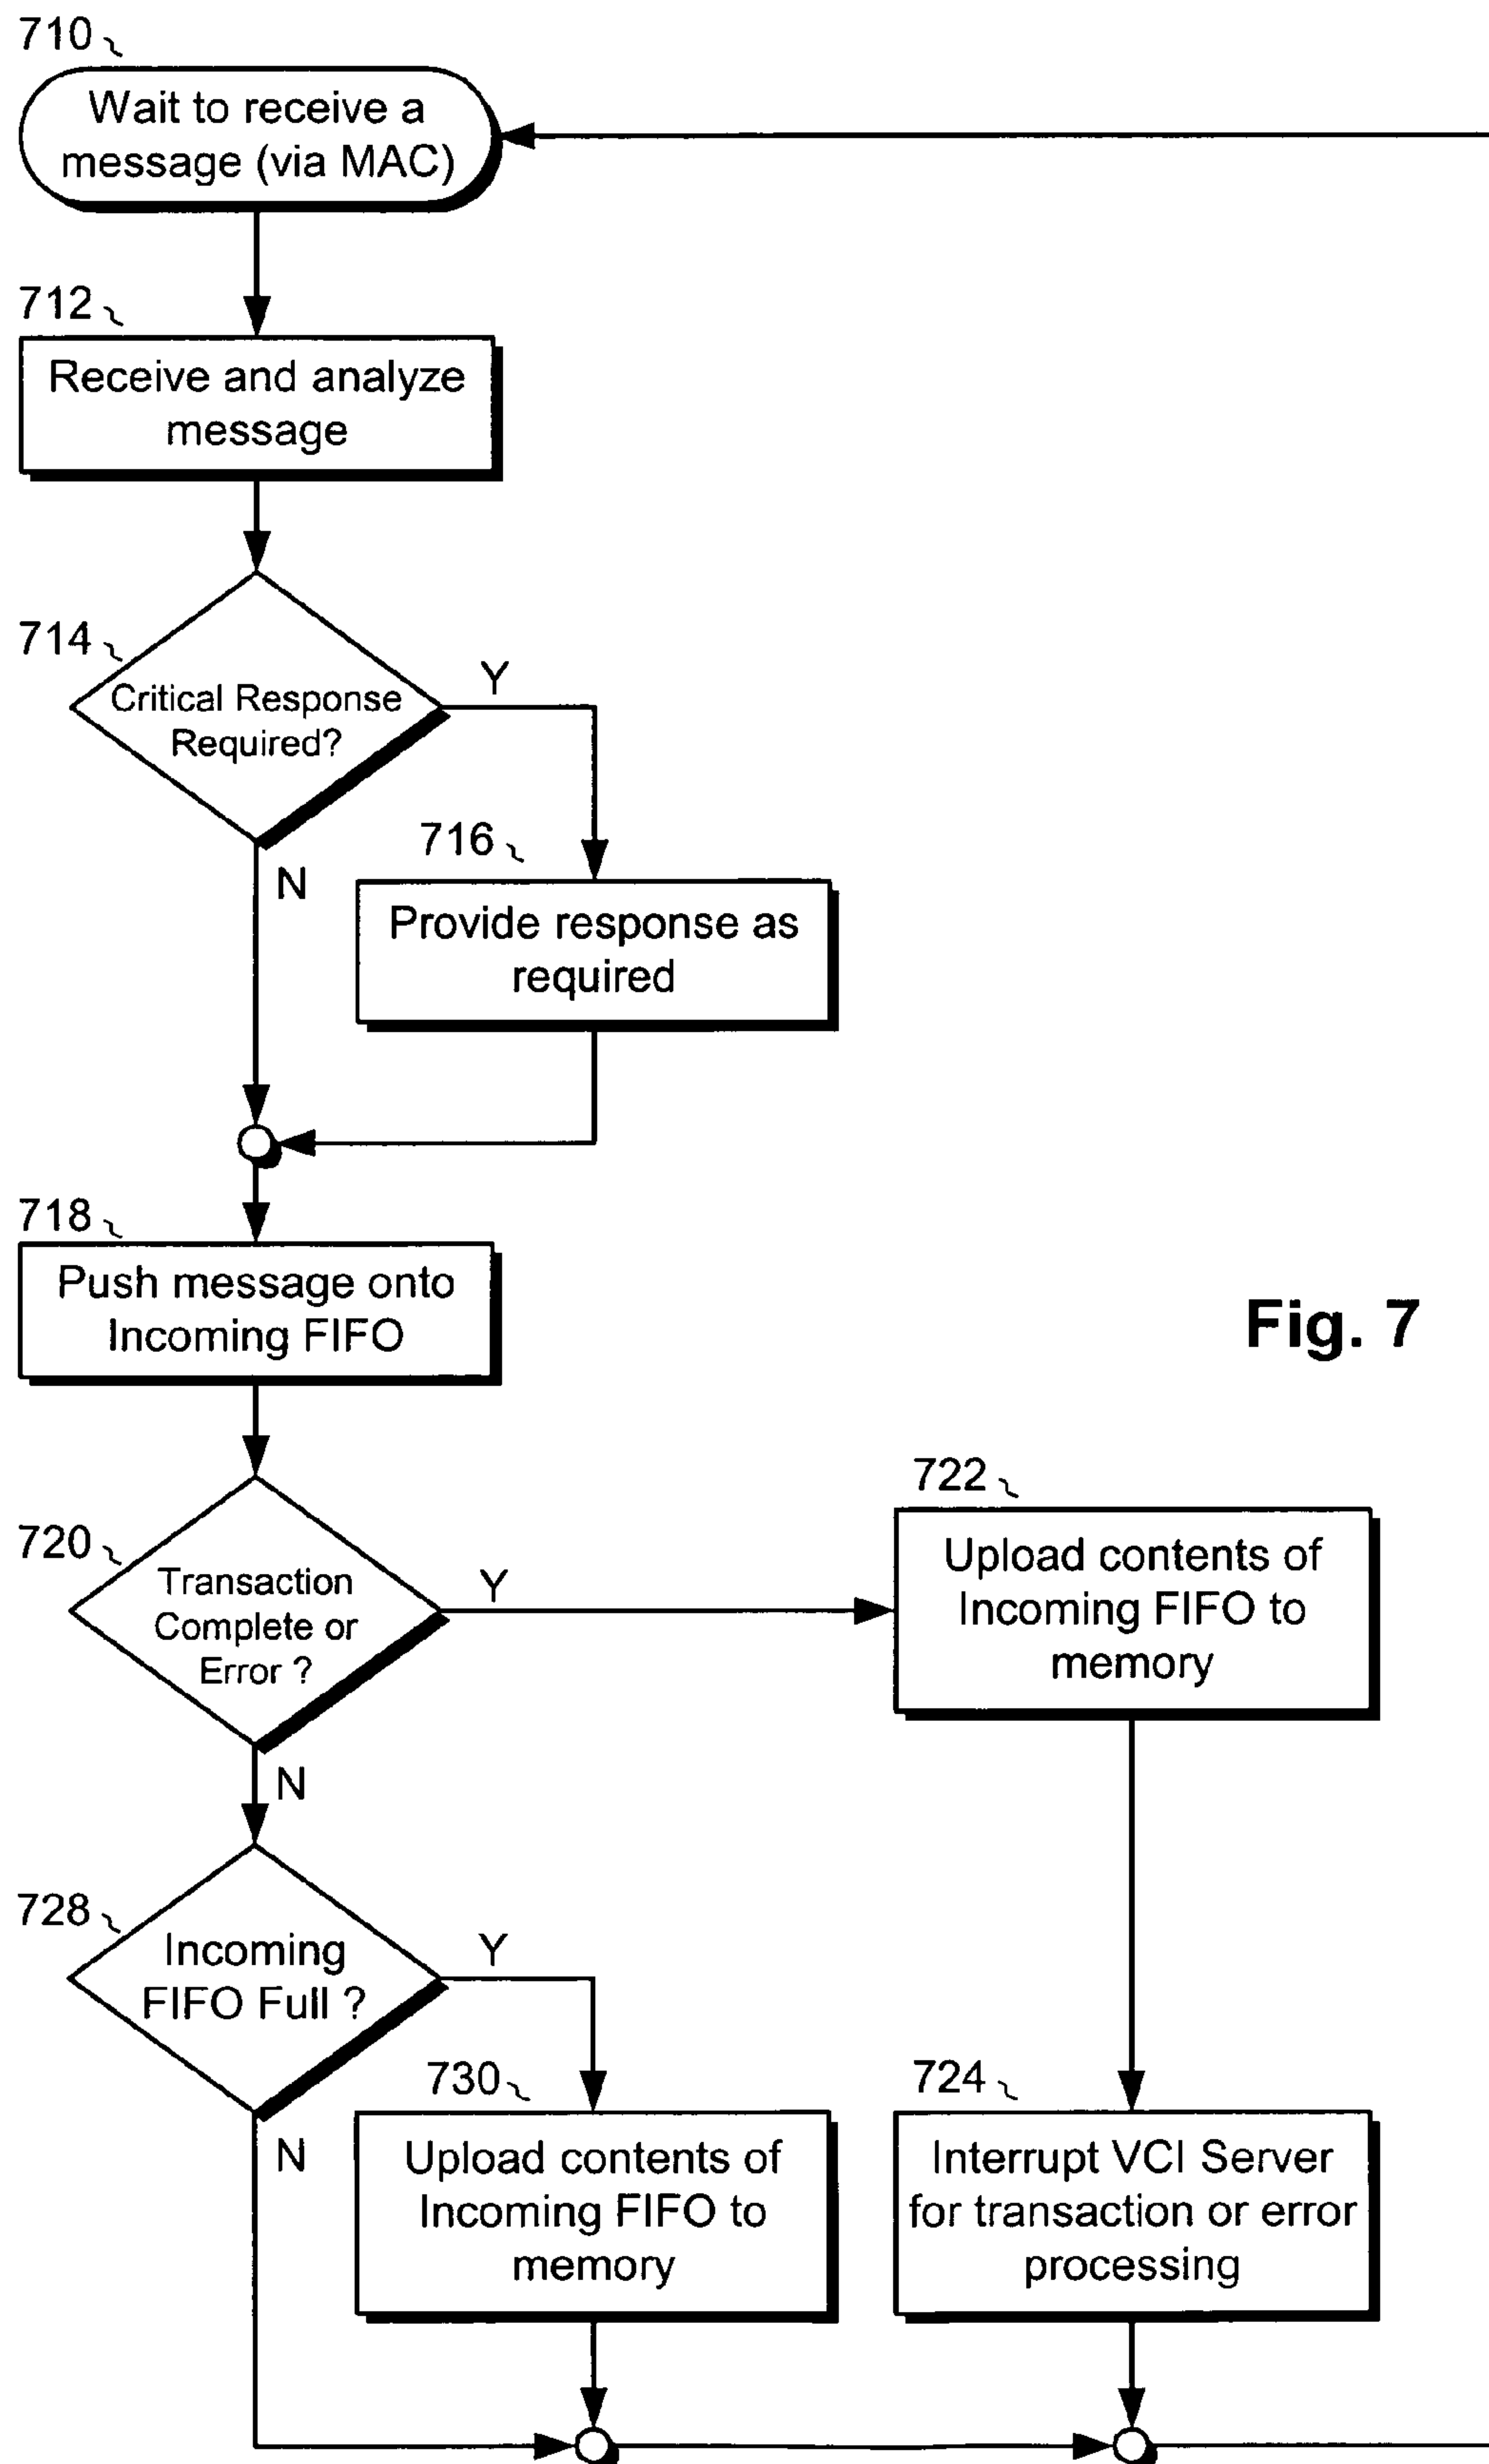 710
Wait to receive a
message (via MAC)
712
Receive and analyze
message
714
Critical Response
Required?
Y
N
716
Provide response as
required
718
Push message onto
Incoming FIFO
Fig. 7
720
Transaction
Complete or
Error ?
Y
N
722
Upload contents of
Incoming FIFO to
memory
728
Incoming
FIFO Full ?
Y
N
730
Upload contents of
Incoming FIFO to
memory
724
Interrupt VCI Server
for transaction or error
processing